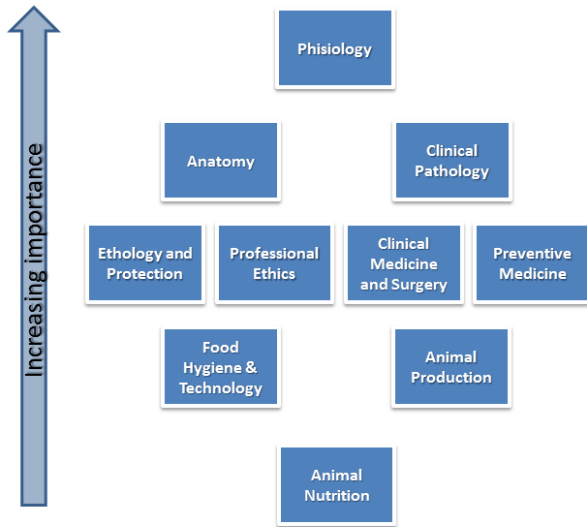 Increasing importance
Phisiology
Anatomy
Clinical
Pathology
Ethology and
Protection
Professional
Ethics
Clinical
Medicine
and Surgery
Preventive
Medicine
Food
Hygiene &
Technology
Animal
Production
Animal
Nutrition